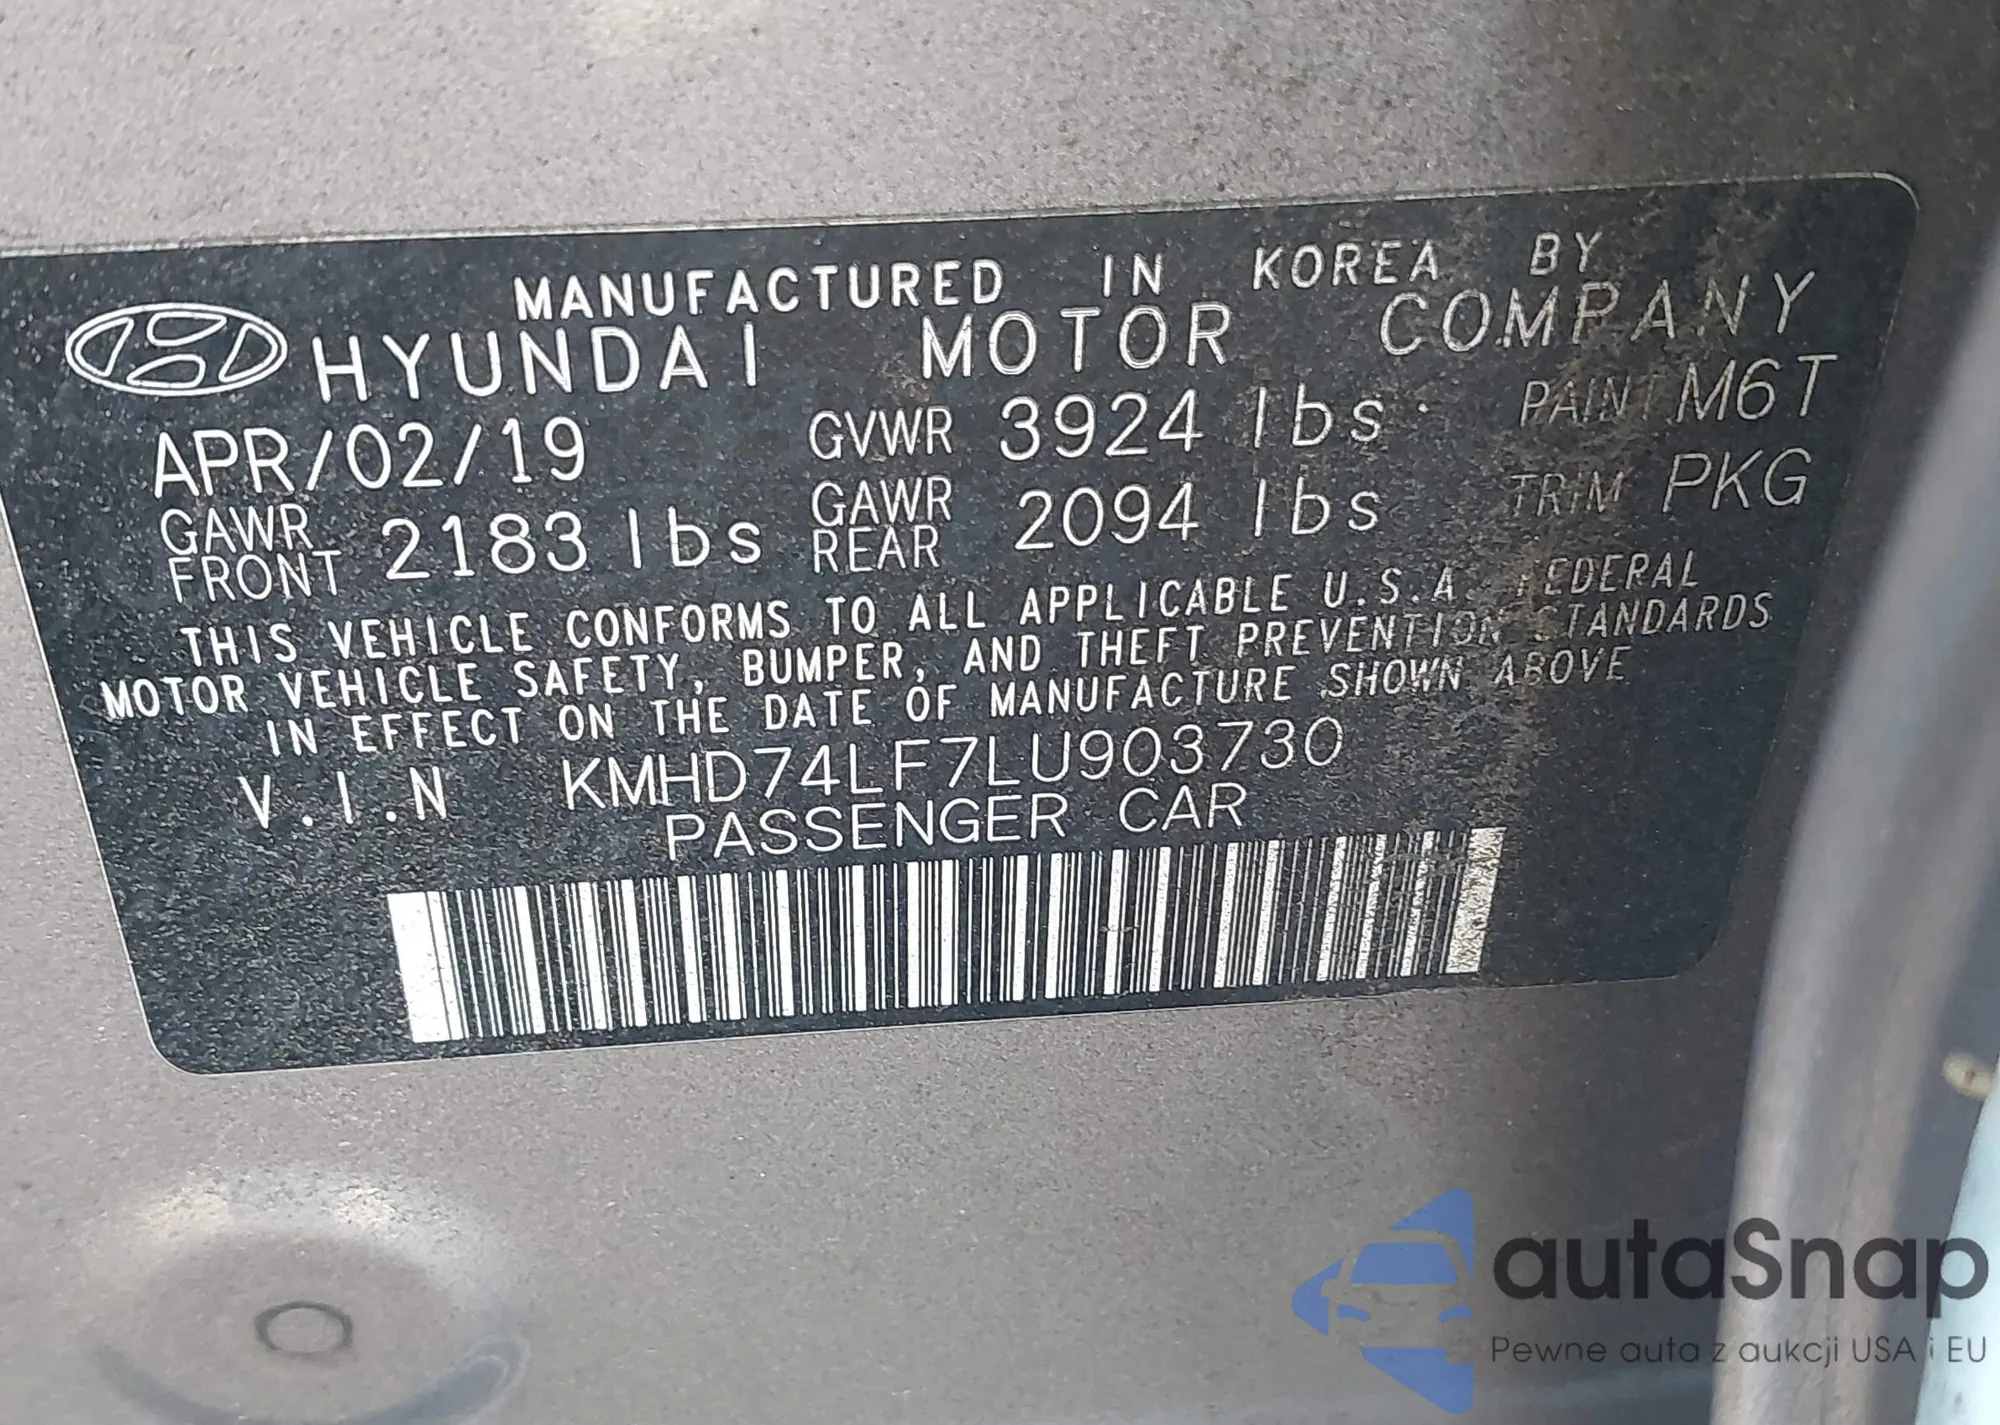 MANUFACTURED IN KOREA BY
HYUNDAI MOTOR COMPANY
APR/02/19 GVWR 3924 lbs. PAINT M6T
GAWR FRONT 2183 lbs GAWR REAR 2094 lbs TRIM PKG
THIS VEHICLE CONFORMS TO ALL APPLICABLE U.S.A. FEDERAL
MOTOR VEHICLE SAFETY, BUMPER, AND THEFT PREVENTION STANDARDS
IN EFFECT ON THE DATE OF MANUFACTURE SHOWN ABOVE
V.I.N KMHD74LF7LU903730
PASSENGER CAR
autaSnap
Pewne auta z aukcji USA i EU